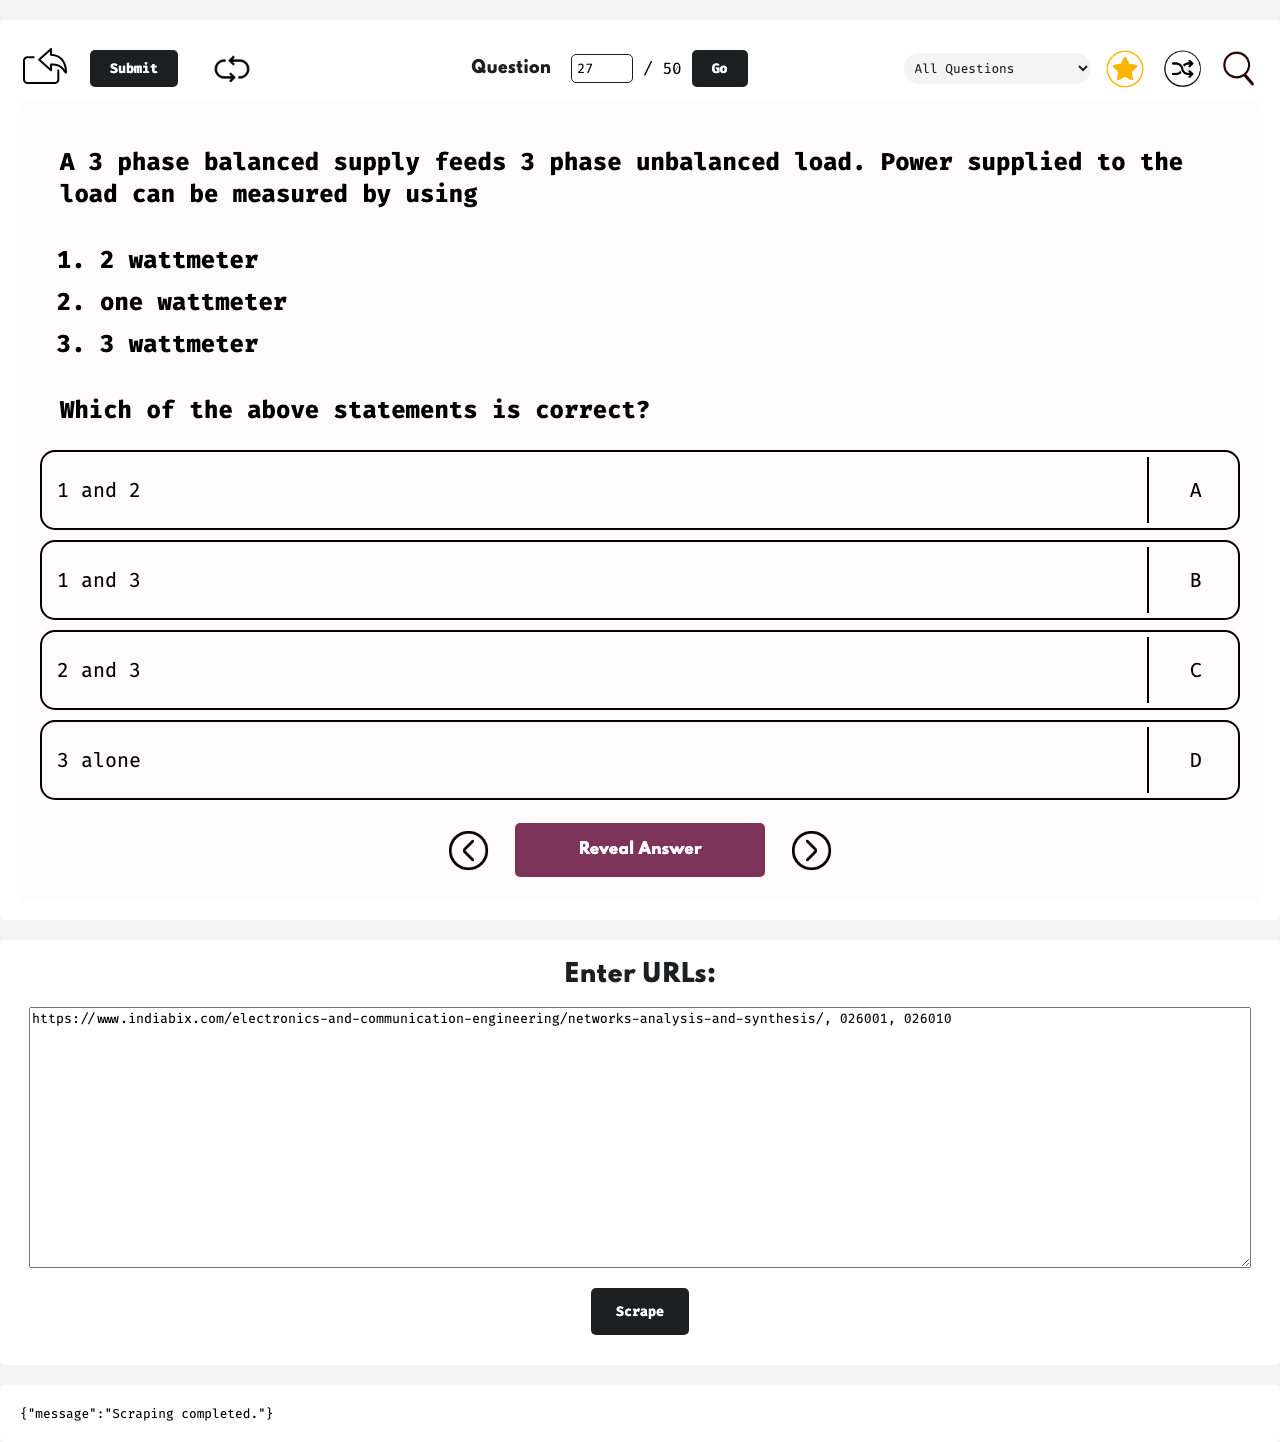 Submit
Question 27 / 50 Go
All Questions
A 3 phase balanced supply feeds 3 phase unbalanced load. Power supplied to the
load can be measured by using
1. 2 wattmeter
2. one wattmeter
3. 3 wattmeter
Which of the above statements is correct?
1 and 2 A
1 and 3 B
2 and 3 C
3 alone D
Reveal Answer
Enter URLs:
https://www.indiabix.com/electronics-and-communication-engineering/networks-analysis-and-synthesis/, 026001, 026010
Scrape
{"message":"Scraping completed."}